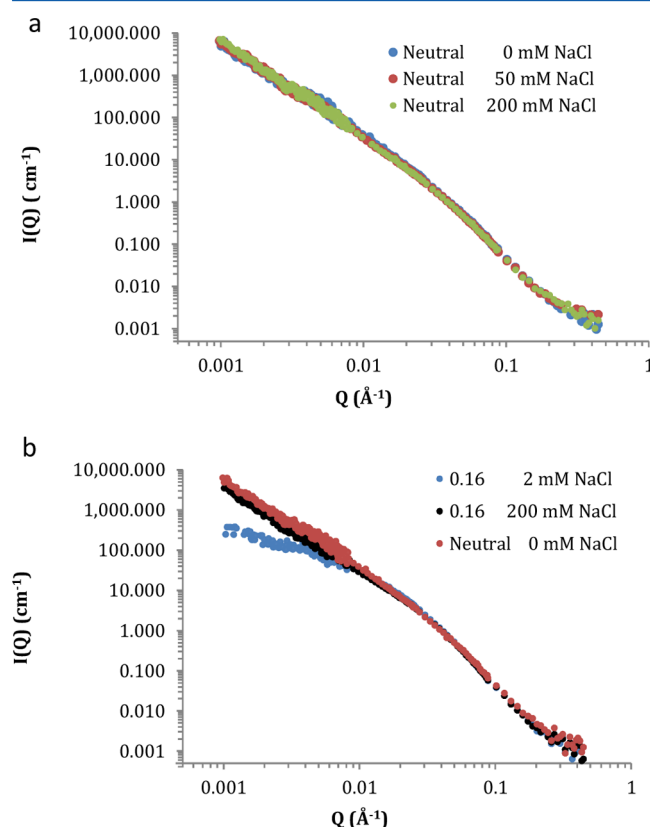 a
10,000.000
1,000.000
100.000
10.000
1.000
0.100
0.010
0.001
I(Q) ( cm⁻¹)
Neutral 0 mM NaCl
Neutral 50 mM NaCl
Neutral 200 mM NaCl
0.001 0.01 0.1 1
Q (Å⁻¹)
b
10,000.000
1,000.000
100.000
10.000
1.000
0.100
0.010
0.001
I(Q) (cm⁻¹)
0.16 2 mM NaCl
0.16 200 mM NaCl
Neutral 0 mM NaCl
0.001 0.01 0.1 1
Q (Å⁻¹)